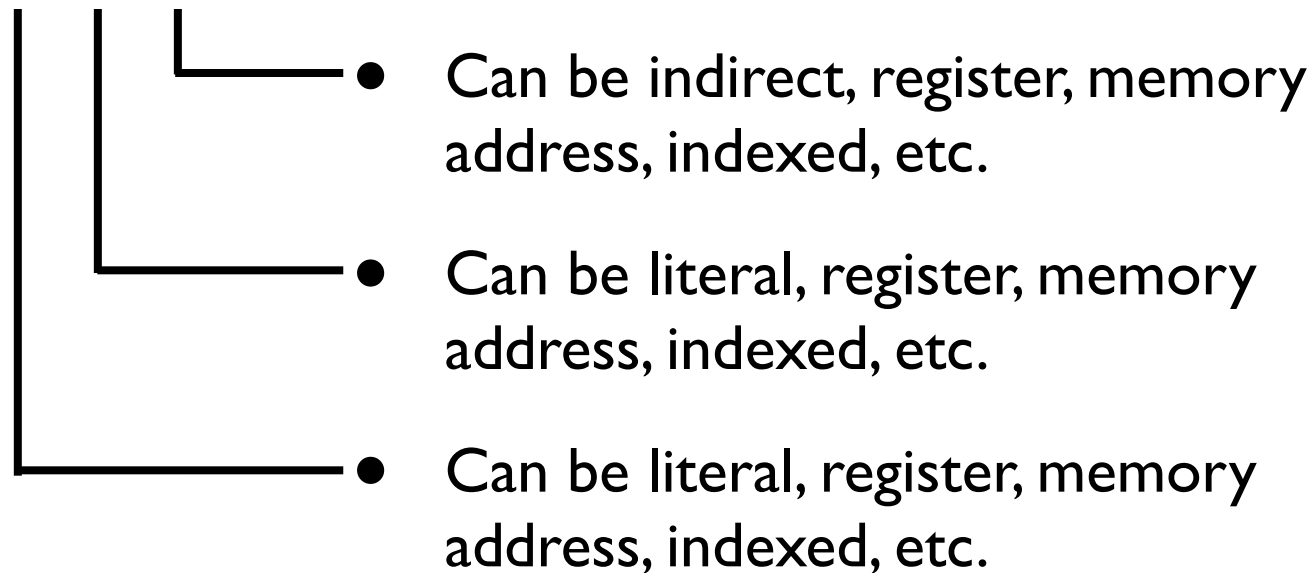 • Can be indirect, register, memory
address, indexed, etc.
• Can be literal, register, memory
address, indexed, etc.
• Can be literal, register, memory
address, indexed, etc.